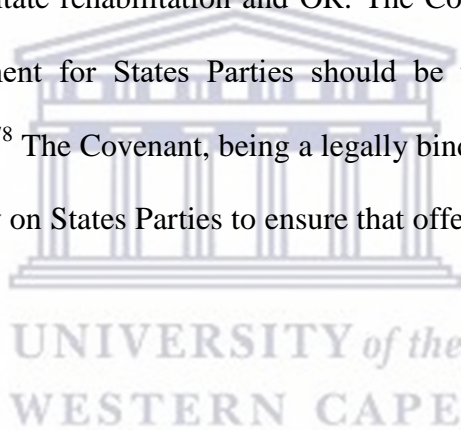 tate rehabilitation and OR. The Co
ent for States Parties should be
78 The Covenant, being a legally bind
on States Parties to ensure that offe
UNIVERSITY of the
WESTERN CAPE